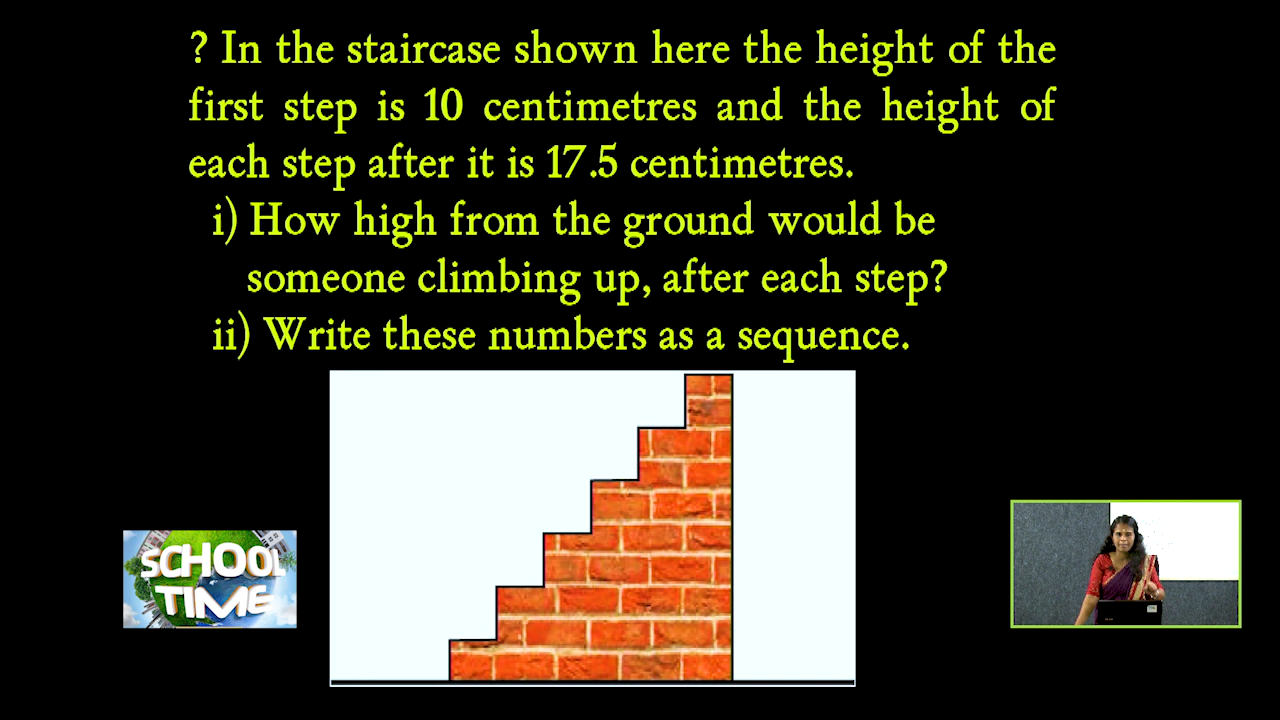 ? In the staircase shown here the height of the
first step is 10 centimetres and the height of
each step after it is 17.5 centimetres.
i) How high from the ground would be
someone climbing up, after each step?
ii) Write these numbers as a sequence.
SCHOOL
TIME